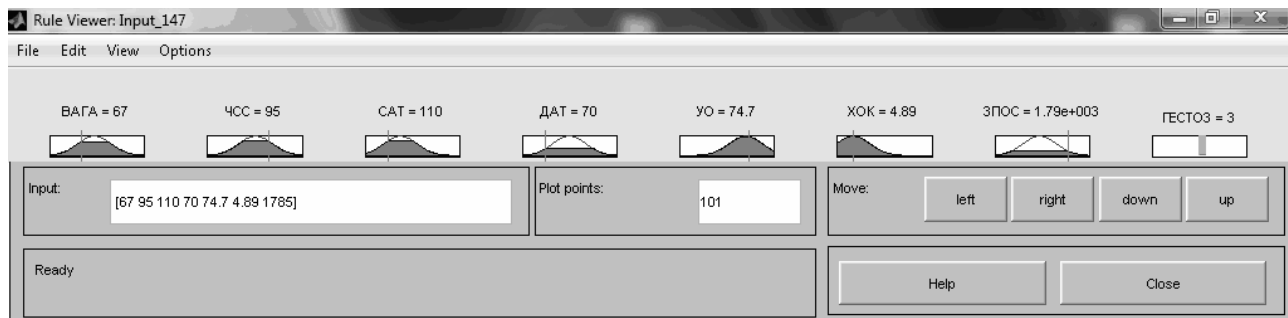 Rule Viewer: Input_147
File Edit View Options
ВАГА = 67 ЧСС = 95 САТ = 110 ДАТ = 70 УО = 74.7 ХОК = 4.89 ЗПОС = 1.79e+003 ГЕСТОЗ = 3
Input: [67 95 110 70 74.7 4.89 1785] Plot points: 101 Move: left right down up
Ready Help Close